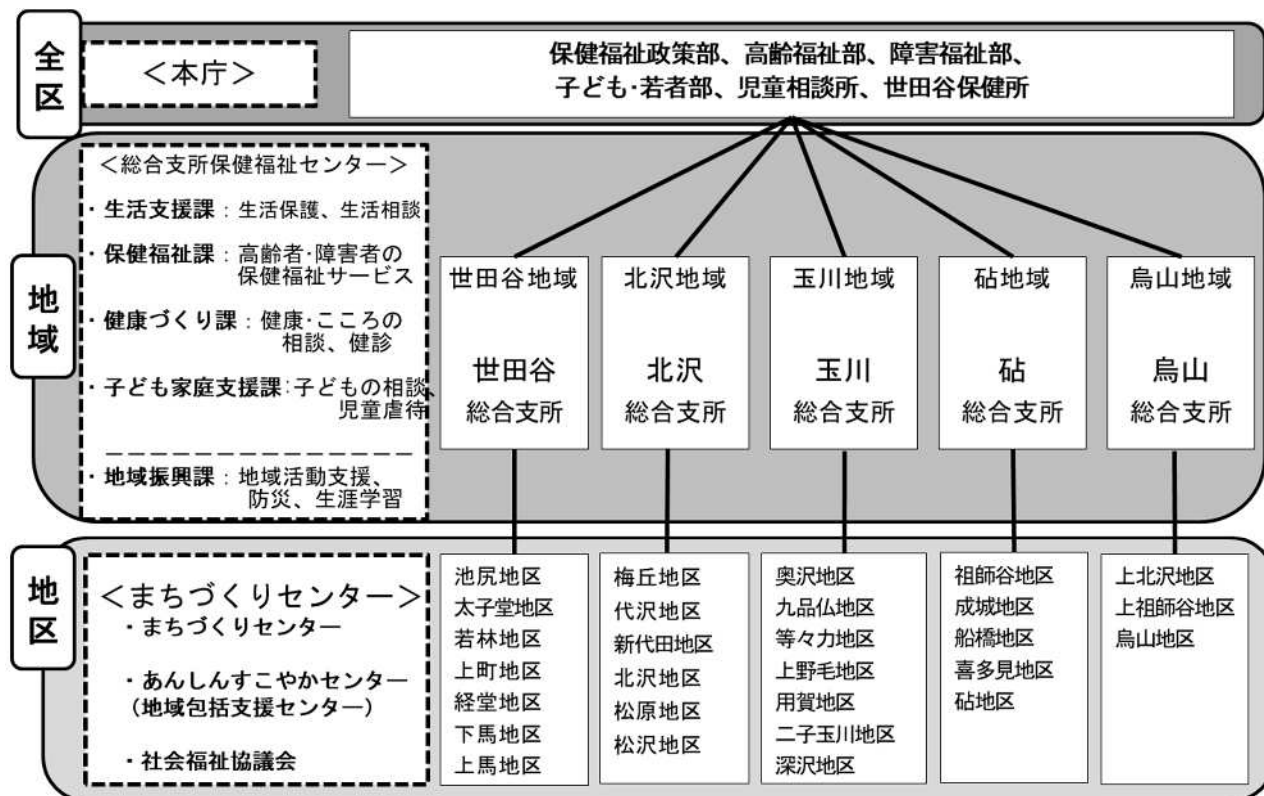 全区
＜本庁＞
保健福祉政策部、高齢福祉部、障害福祉部、
子ども・若者部、児童相談所、世田谷保健所
地域
＜総合支所保健福祉センター＞
・生活支援課：生活保護、生活相談
・保健福祉課：高齢者・障害者の
保健福祉サービス
・健康づくり課：健康・こころの
相談、健診
・子ども家庭支援課：子どもの相談、
児童虐待
・地域振興課：地域活動支援、
防災、生涯学習
世田谷地域
世田谷
総合支所
北沢地域
北沢
総合支所
玉川地域
玉川
総合支所
砧地域
砧
総合支所
烏山地域
烏山
総合支所
地区
＜まちづくりセンター＞
・まちづくりセンター
・あんしんすこやかセンター
（地域包括支援センター）
・社会福祉協議会
池尻地区
太子堂地区
若林地区
上町地区
経堂地区
下馬地区
上馬地区
梅丘地区
代沢地区
新代田地区
北沢地区
松原地区
松沢地区
奥沢地区
九品仏地区
等々力地区
上野毛地区
用賀地区
二子玉川地区
深沢地区
祖師谷地区
成城地区
船橋地区
喜多見地区
砧地区
上北沢地区
上祖師谷地区
烏山地区